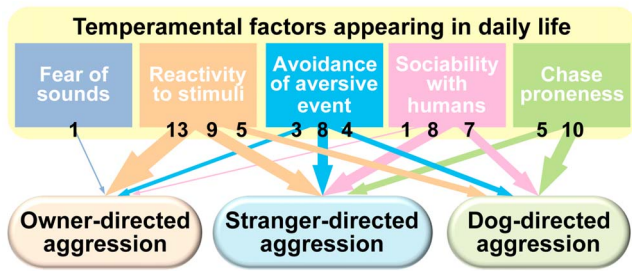 Temperamental factors appearing in daily life
Fear of
sounds
Reactivity
to stimuli
Avoidance
of aversive
event
Sociability
with
humans
Chase
proneness
1
13 9 5
3 8 4
1 8 7
5 10
Owner-directed
aggression
Stranger-directed
aggression
Dog-directed
aggression